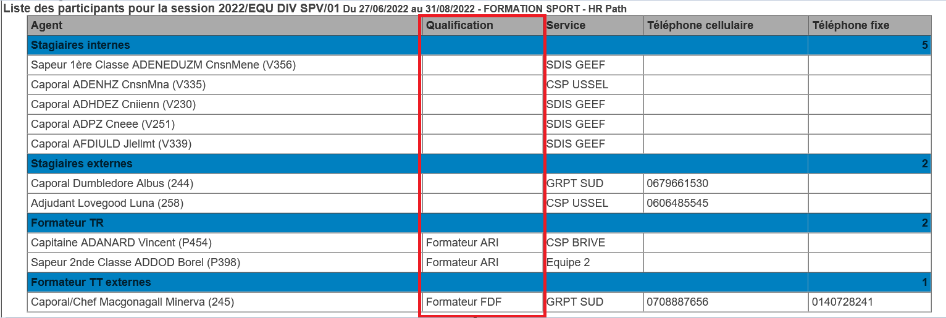 Liste des participants pour la session 2022/EQU DIV SPV/01 Du 27/06/2022 au 31/08/2022 - FORMATION SPORT - HR Path
Agent Qualification Service Téléphone cellulaire Téléphone fixe
Stagiaires internes 5
Sapeur 1ère Classe ADENEDUZM CnsnMene (V356) SDIS GEEF
Caporal ADENHZ CnsnMna (V335) CSP USSEL
Caporal ADHDEZ Cniienn (V230) SDIS GEEF
Caporal ADPZ Cneee (V251) SDIS GEEF
Caporal AFDIULD Jlellmt (V339) SDIS GEEF
Stagiaires externes 2
Caporal Dumbledore Albus (244) GRPT SUD 0679661530
Adjudant Lovegood Luna (258) CSP USSEL 0606485545
Formateur TR 2
Capitaine ADANARD Vincent (P454) Formateur ARI CSP BRIVE
Sapeur 2nde Classe ADDOD Borel (P398) Formateur ARI Equipe 2
Formateur TT externes 1
Caporal/Chef Macgonagall Minerva (245) Formateur FDF GRPT SUD 0708887656 0140728241